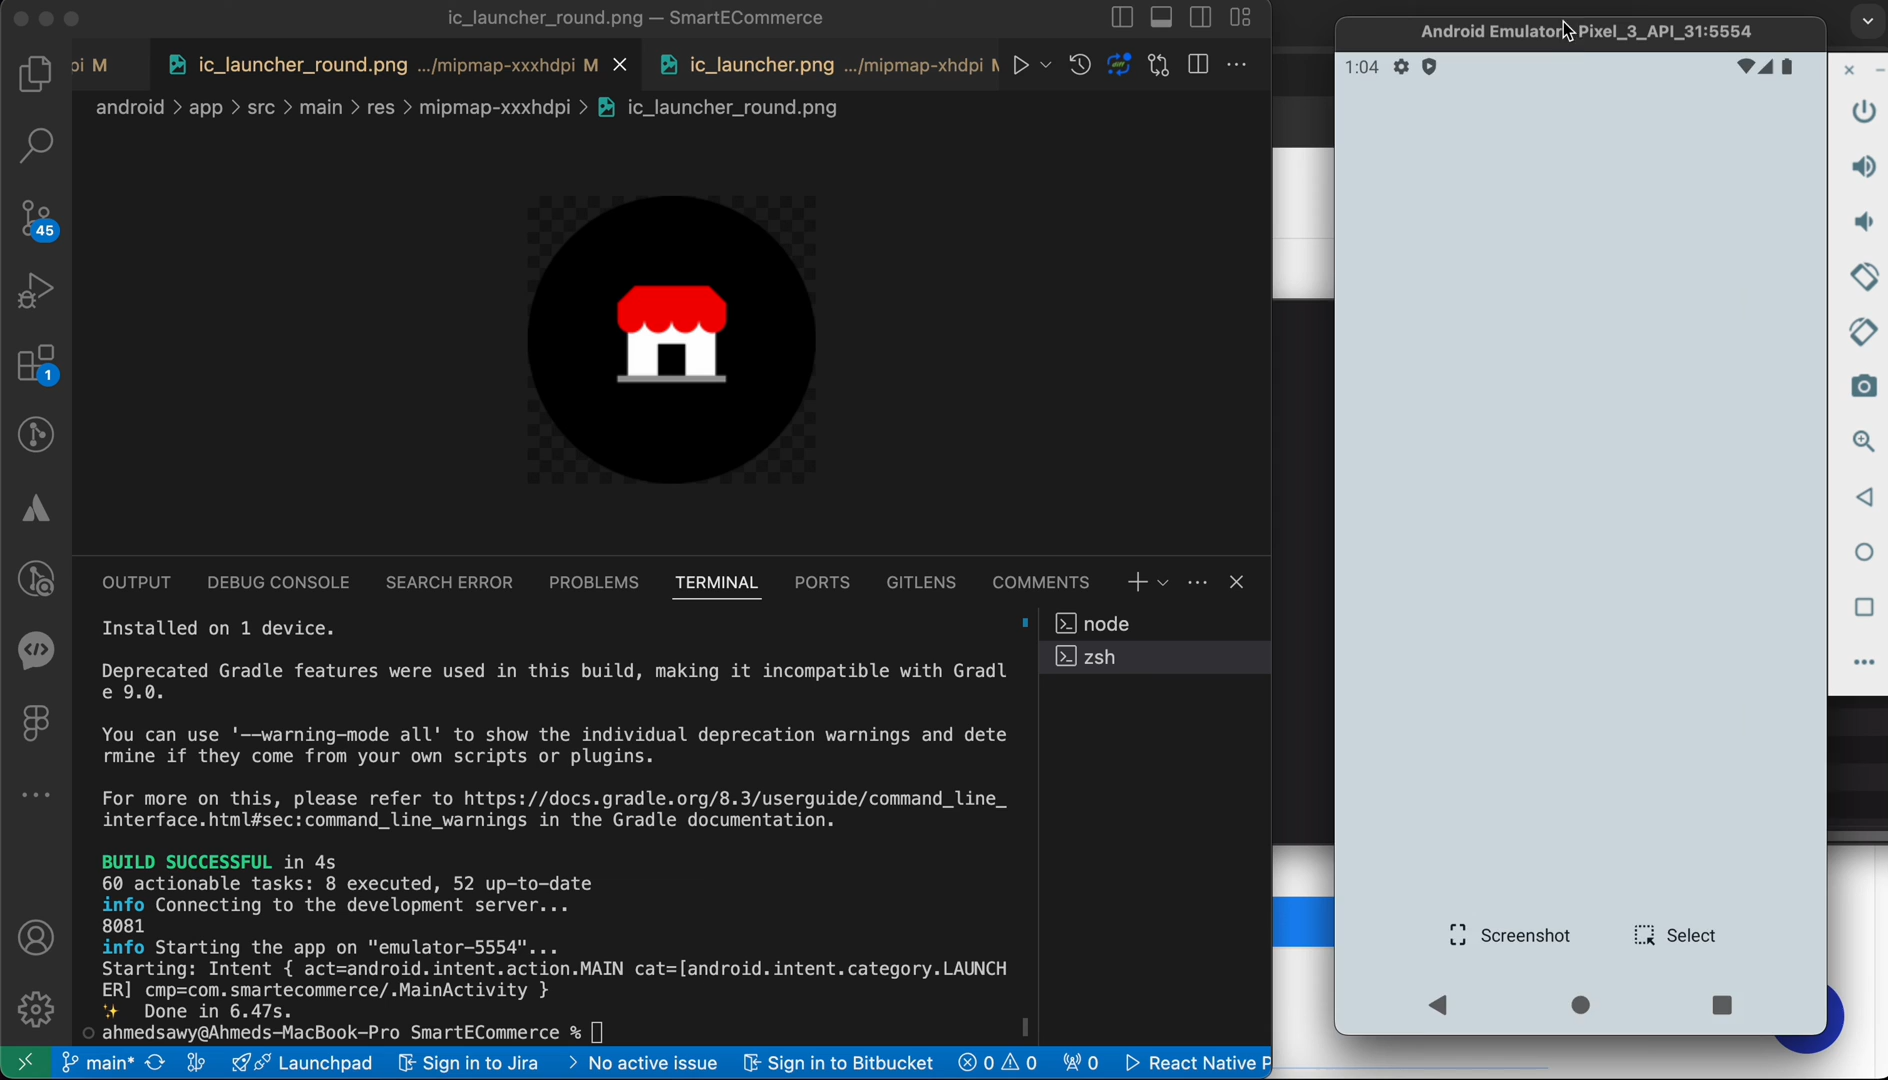 ic_launcher_round.png — SmartECommerce
pi M
ic_launcher_round.png .../mipmap-xxxhdpi M
ic_launcher.png .../mipmap-xhdpi
android > app > src > main > res > mipmap-xxxhdpi > ic_launcher_round.png
45
1
OUTPUT DEBUG CONSOLE SEARCH ERROR PROBLEMS TERMINAL PORTS GITLENS COMMENTS
Installed on 1 device.
Deprecated Gradle features were used in this build, making it incompatible with Gradl
e 9.0.
You can use '--warning-mode all' to show the individual deprecation warnings and dete
rmine if they come from your own scripts or plugins.
For more on this, please refer to https://docs.gradle.org/8.3/userguide/command_line_
interface.html#sec:command_line_warnings in the Gradle documentation.
BUILD SUCCESSFUL in 4s
60 actionable tasks: 8 executed, 52 up-to-date
info Connecting to the development server...
8081
info Starting the app on "emulator-5554"...
Starting: Intent { act=android.intent.action.MAIN cat=[android.intent.category.LAUNCH
ER] cmp=com.smartecommerce/.MainActivity }
✨ Done in 6.47s.
ahmedsawy@Ahmeds-MacBook-Pro SmartECommerce %
node
zsh
main* Launchpad Sign in to Jira No active issue Sign in to Bitbucket 0 0 0 React Native P
Android Emulator - Pixel_3_API_31:5554
1:04
Screenshot
Select